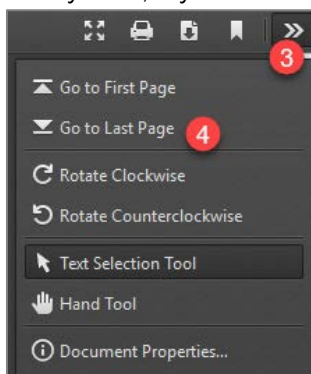 3
Go to First Page
Go to Last Page 4
Rotate Clockwise
Rotate Counterclockwise
Text Selection Tool
Hand Tool
Document Properties...